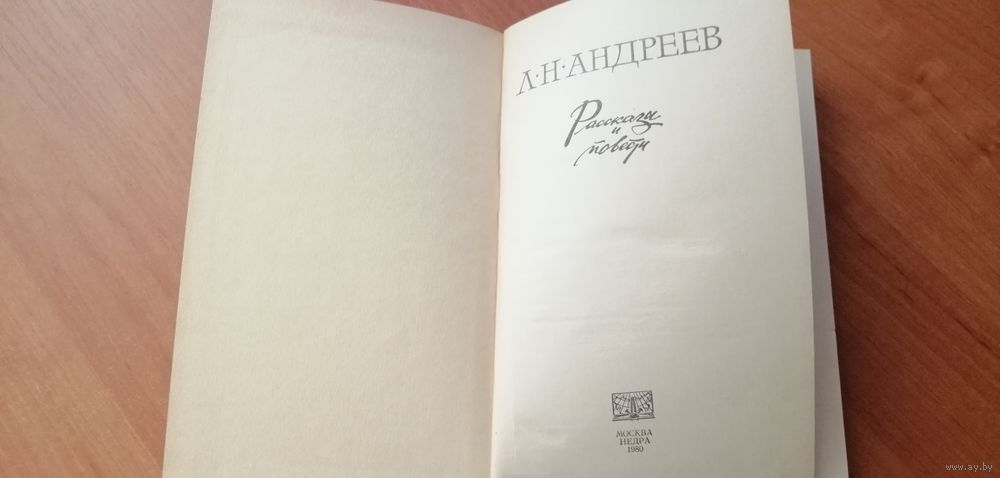 Л·Н·АНДРЕЕВ
Рассказы
и
повести
МОСКВА
НЕДРА
1980
www.ay.by